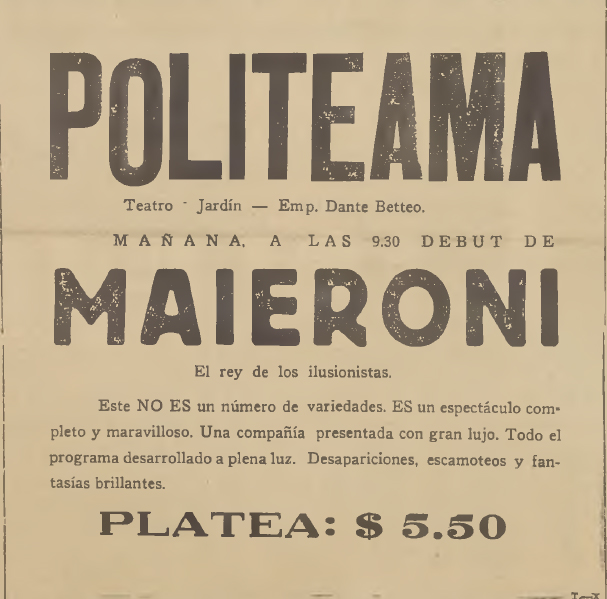 POLITEAMA
Teatro - Jardín — Emp. Dante Betteo.
MAÑANA, A LAS 9.30 DEBUT DE
MAIERONI
El rey de los ilusionistas.
Este NO ES un número de variedades. ES un espectáculo com-
pleto y maravilloso. Una compañía presentada con gran lujo. Todo el
programa desarrollado a plena luz. Desapariciones, escamoteos y fan-
tasías brillantes.
PLATEA: $ 5.50